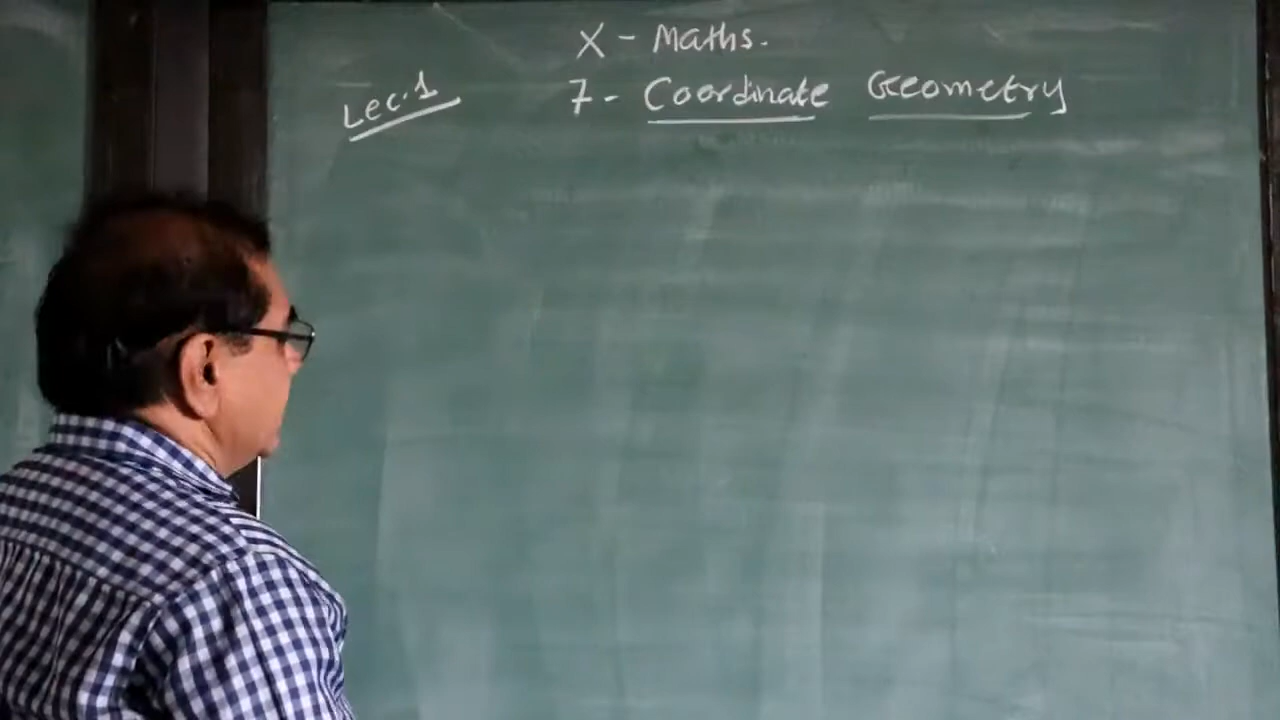 X - Maths.
Lec. 1
7 - Coordinate Geometry